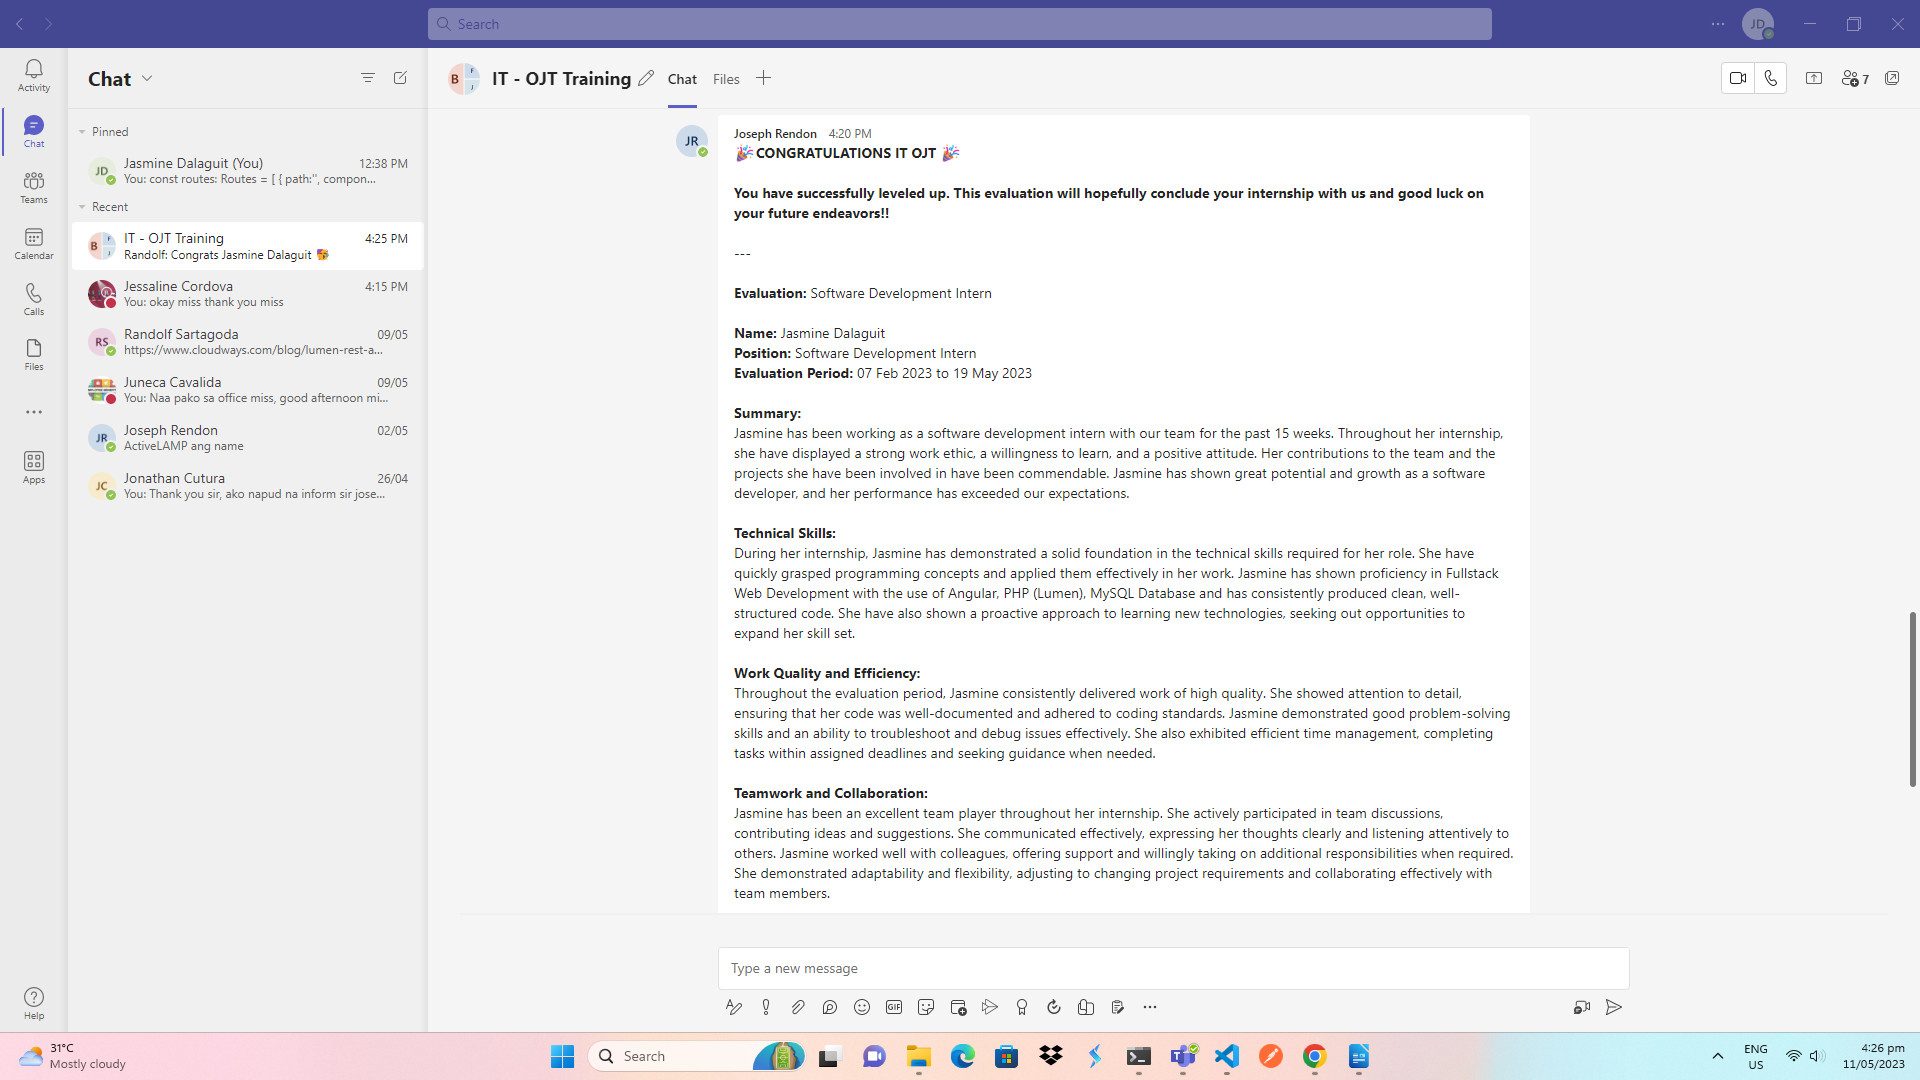 Search
JD
Activity
Chat
Teams
Calendar
Calls
Files
Apps
Help
Chat
Pinned
JD
Jasmine Dalaguit (You) 12:38 PM
You: const routes: Routes = [ { path:'', compon...
Recent
B F J
IT - OJT Training 4:25 PM
Randolf: Congrats Jasmine Dalaguit
Jessaline Cordova 4:15 PM
You: okay miss thank you miss
RS
Randolf Sartagoda 09/05
https://www.cloudways.com/blog/lumen-rest-a...
Juneca Cavalida 09/05
You: Naa pako sa office miss, good afternoon mi...
JR
Joseph Rendon 02/05
ActiveLAMP ang name
JC
Jonathan Cutura 26/04
You: Thank you sir, ako napud na inform sir jose...
B F J
IT - OJT Training Chat Files 7
JR
Joseph Rendon 4:20 PM
🎉CONGRATULATIONS IT OJT 🎉
You have successfully leveled up. This evaluation will hopefully conclude your internship with us and good luck on
your future endeavors!!
---
Evaluation: Software Development Intern
Name: Jasmine Dalaguit
Position: Software Development Intern
Evaluation Period: 07 Feb 2023 to 19 May 2023
Summary:
Jasmine has been working as a software development intern with our team for the past 15 weeks. Throughout her internship,
she have displayed a strong work ethic, a willingness to learn, and a positive attitude. Her contributions to the team and the
projects she have been involved in have been commendable. Jasmine has shown great potential and growth as a software
developer, and her performance has exceeded our expectations.
Technical Skills:
During her internship, Jasmine has demonstrated a solid foundation in the technical skills required for her role. She have
quickly grasped programming concepts and applied them effectively in her work. Jasmine has shown proficiency in Fullstack
Web Development with the use of Angular, PHP (Lumen), MySQL Database and has consistently produced clean, well-
structured code. She have also shown a proactive approach to learning new technologies, seeking out opportunities to
expand her skill set.
Work Quality and Efficiency:
Throughout the evaluation period, Jasmine consistently delivered work of high quality. She showed attention to detail,
ensuring that her code was well-documented and adhered to coding standards. Jasmine demonstrated good problem-solving
skills and an ability to troubleshoot and debug issues effectively. She also exhibited efficient time management, completing
tasks within assigned deadlines and seeking guidance when needed.
Teamwork and Collaboration:
Jasmine has been an excellent team player throughout her internship. She actively participated in team discussions,
contributing ideas and suggestions. She communicated effectively, expressing her thoughts clearly and listening attentively to
others. Jasmine worked well with colleagues, offering support and willingly taking on additional responsibilities when required.
She demonstrated adaptability and flexibility, adjusting to changing project requirements and collaborating effectively with
team members.
Type a new message
GIF
31°C
Mostly cloudy
Search
ENG
US
4:26 pm
11/05/2023